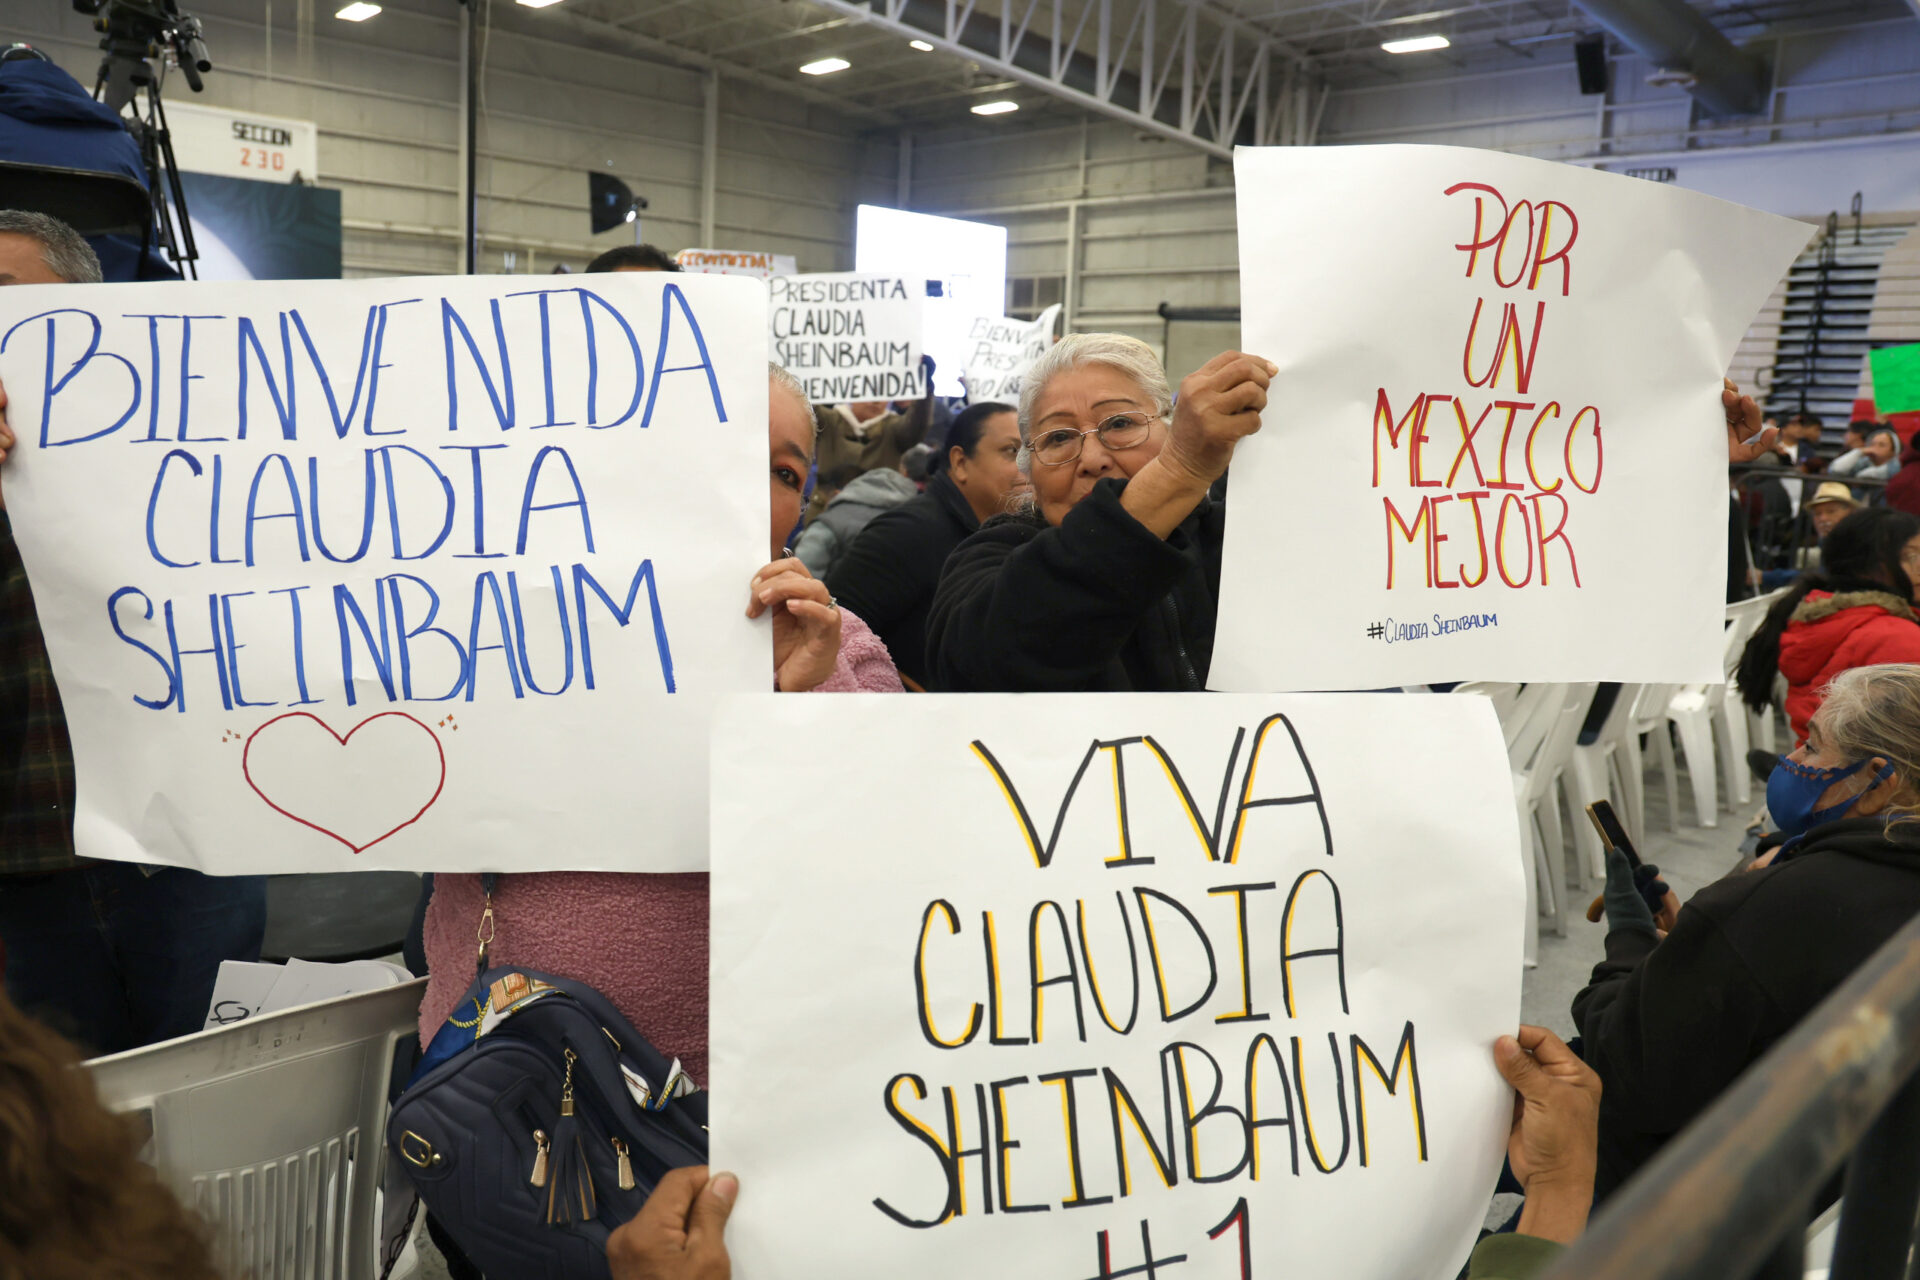 SECCION
230
BIENVENIDA
CLAUDIA
SHEINBAUM
PRESIDENTA
CLAUDIA
SHEINBAUM
BIENVENIDA!
POR
UN
MEXICO
MEJOR
#CLAUDIA SHEINBAUM
VIVA
CLAUDIA
SHEINBAUM
#1